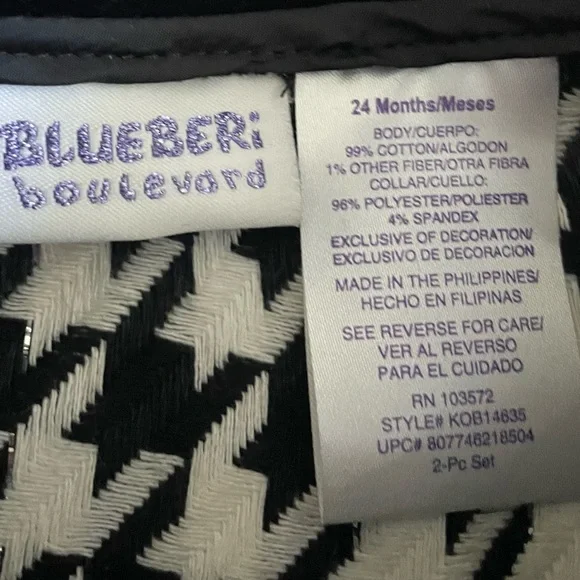 BLUEBERi
boulevard
24 Months/Meses
BODY/CUERPO:
99% COTTON/ALGODON
1% OTHER FIBER/OTRA FIBRA
COLLAR/CUELLO:
96% POLYESTER/POLIESTER
4% SPANDEX
EXCLUSIVE OF DECORATION/
EXCLUSIVO DE DECORACION
MADE IN THE PHILIPPINES/
HECHO EN FILIPINAS
SEE REVERSE FOR CARE/
VER AL REVERSO
PARA EL CUIDADO
RN 103572
STYLE# KOB14635
UPC# 807746218504
2-Pc Set